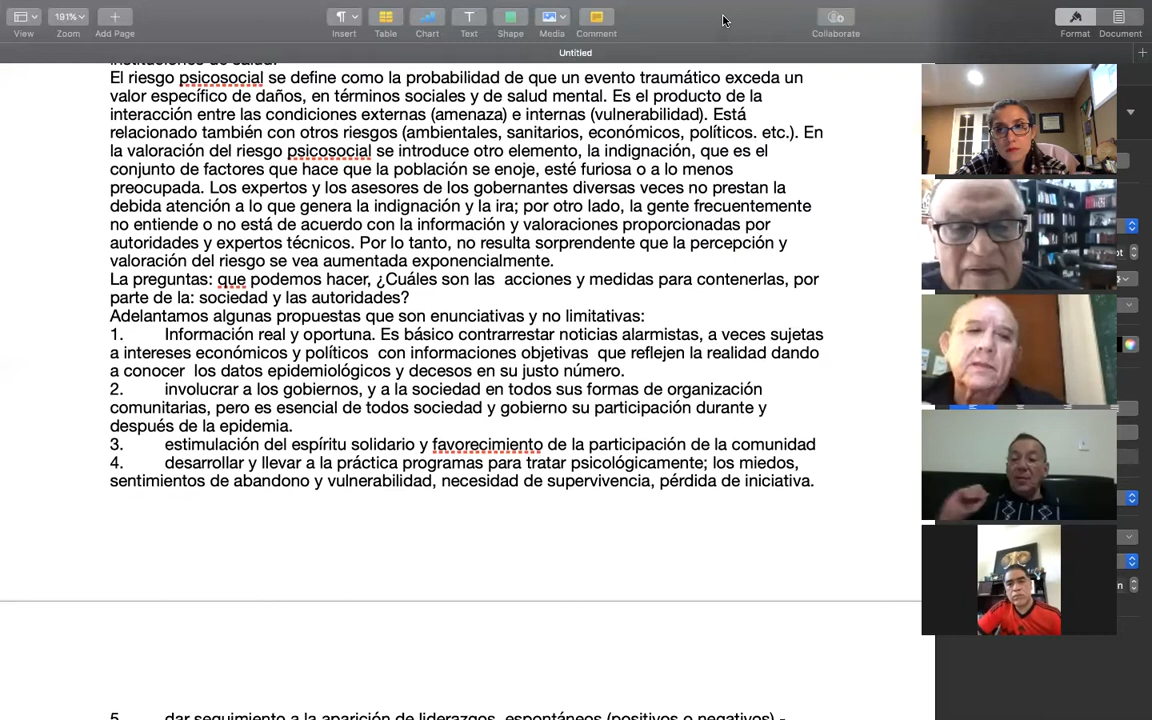 191%
View
Zoom
Add Page
Insert
Table
Chart
Text
Shape
Media
Comment
Collaborate
Format
Document
Untitled
instituciones de salud.
El riesgo psicosocial se define como la probabilidad de que un evento traumático exceda un
valor específico de daños, en términos sociales y de salud mental. Es el producto de la
interacción entre las condiciones externas (amenaza) e internas (vulnerabilidad). Está
relacionado también con otros riesgos (ambientales, sanitarios, económicos, políticos. etc.). En
la valoración del riesgo psicosocial se introduce otro elemento, la indignación, que es el
conjunto de factores que hace que la población se enoje, esté furiosa o a lo menos
preocupada. Los expertos y los asesores de los gobernantes diversas veces no prestan la
debida atención a lo que genera la indignación y la ira; por otro lado, la gente frecuentemente
no entiende o no está de acuerdo con la información y valoraciones proporcionadas por
autoridades y expertos técnicos. Por lo tanto, no resulta sorprendente que la percepción y
valoración del riesgo se vea aumentada exponencialmente.
La preguntas: que podemos hacer, ¿Cuáles son las  acciones y medidas para contenerlas, por
parte de la: sociedad y las autoridades?
Adelantamos algunas propuestas que son enunciativas y no limitativas:
1. Información real y oportuna. Es básico contrarrestar noticias alarmistas, a veces sujetas
a intereses económicos y políticos  con informaciones objetivas  que reflejen la realidad dando
a conocer  los datos epidemiológicos y decesos en su justo número.
2. involucrar a los gobiernos, y a la sociedad en todos sus formas de organización
comunitarias, pero es esencial de todos sociedad y gobierno su participación durante y
después de la epidemia.
3. estimulación del espíritu solidario y favorecimiento de la participación de la comunidad
4. desarrollar y llevar a la práctica programas para tratar psicológicamente; los miedos,
sentimientos de abandono y vulnerabilidad, necesidad de supervivencia, pérdida de iniciativa.
5. dar seguimiento a la aparición de liderazgos, espontáneos (positivos o negativos) -